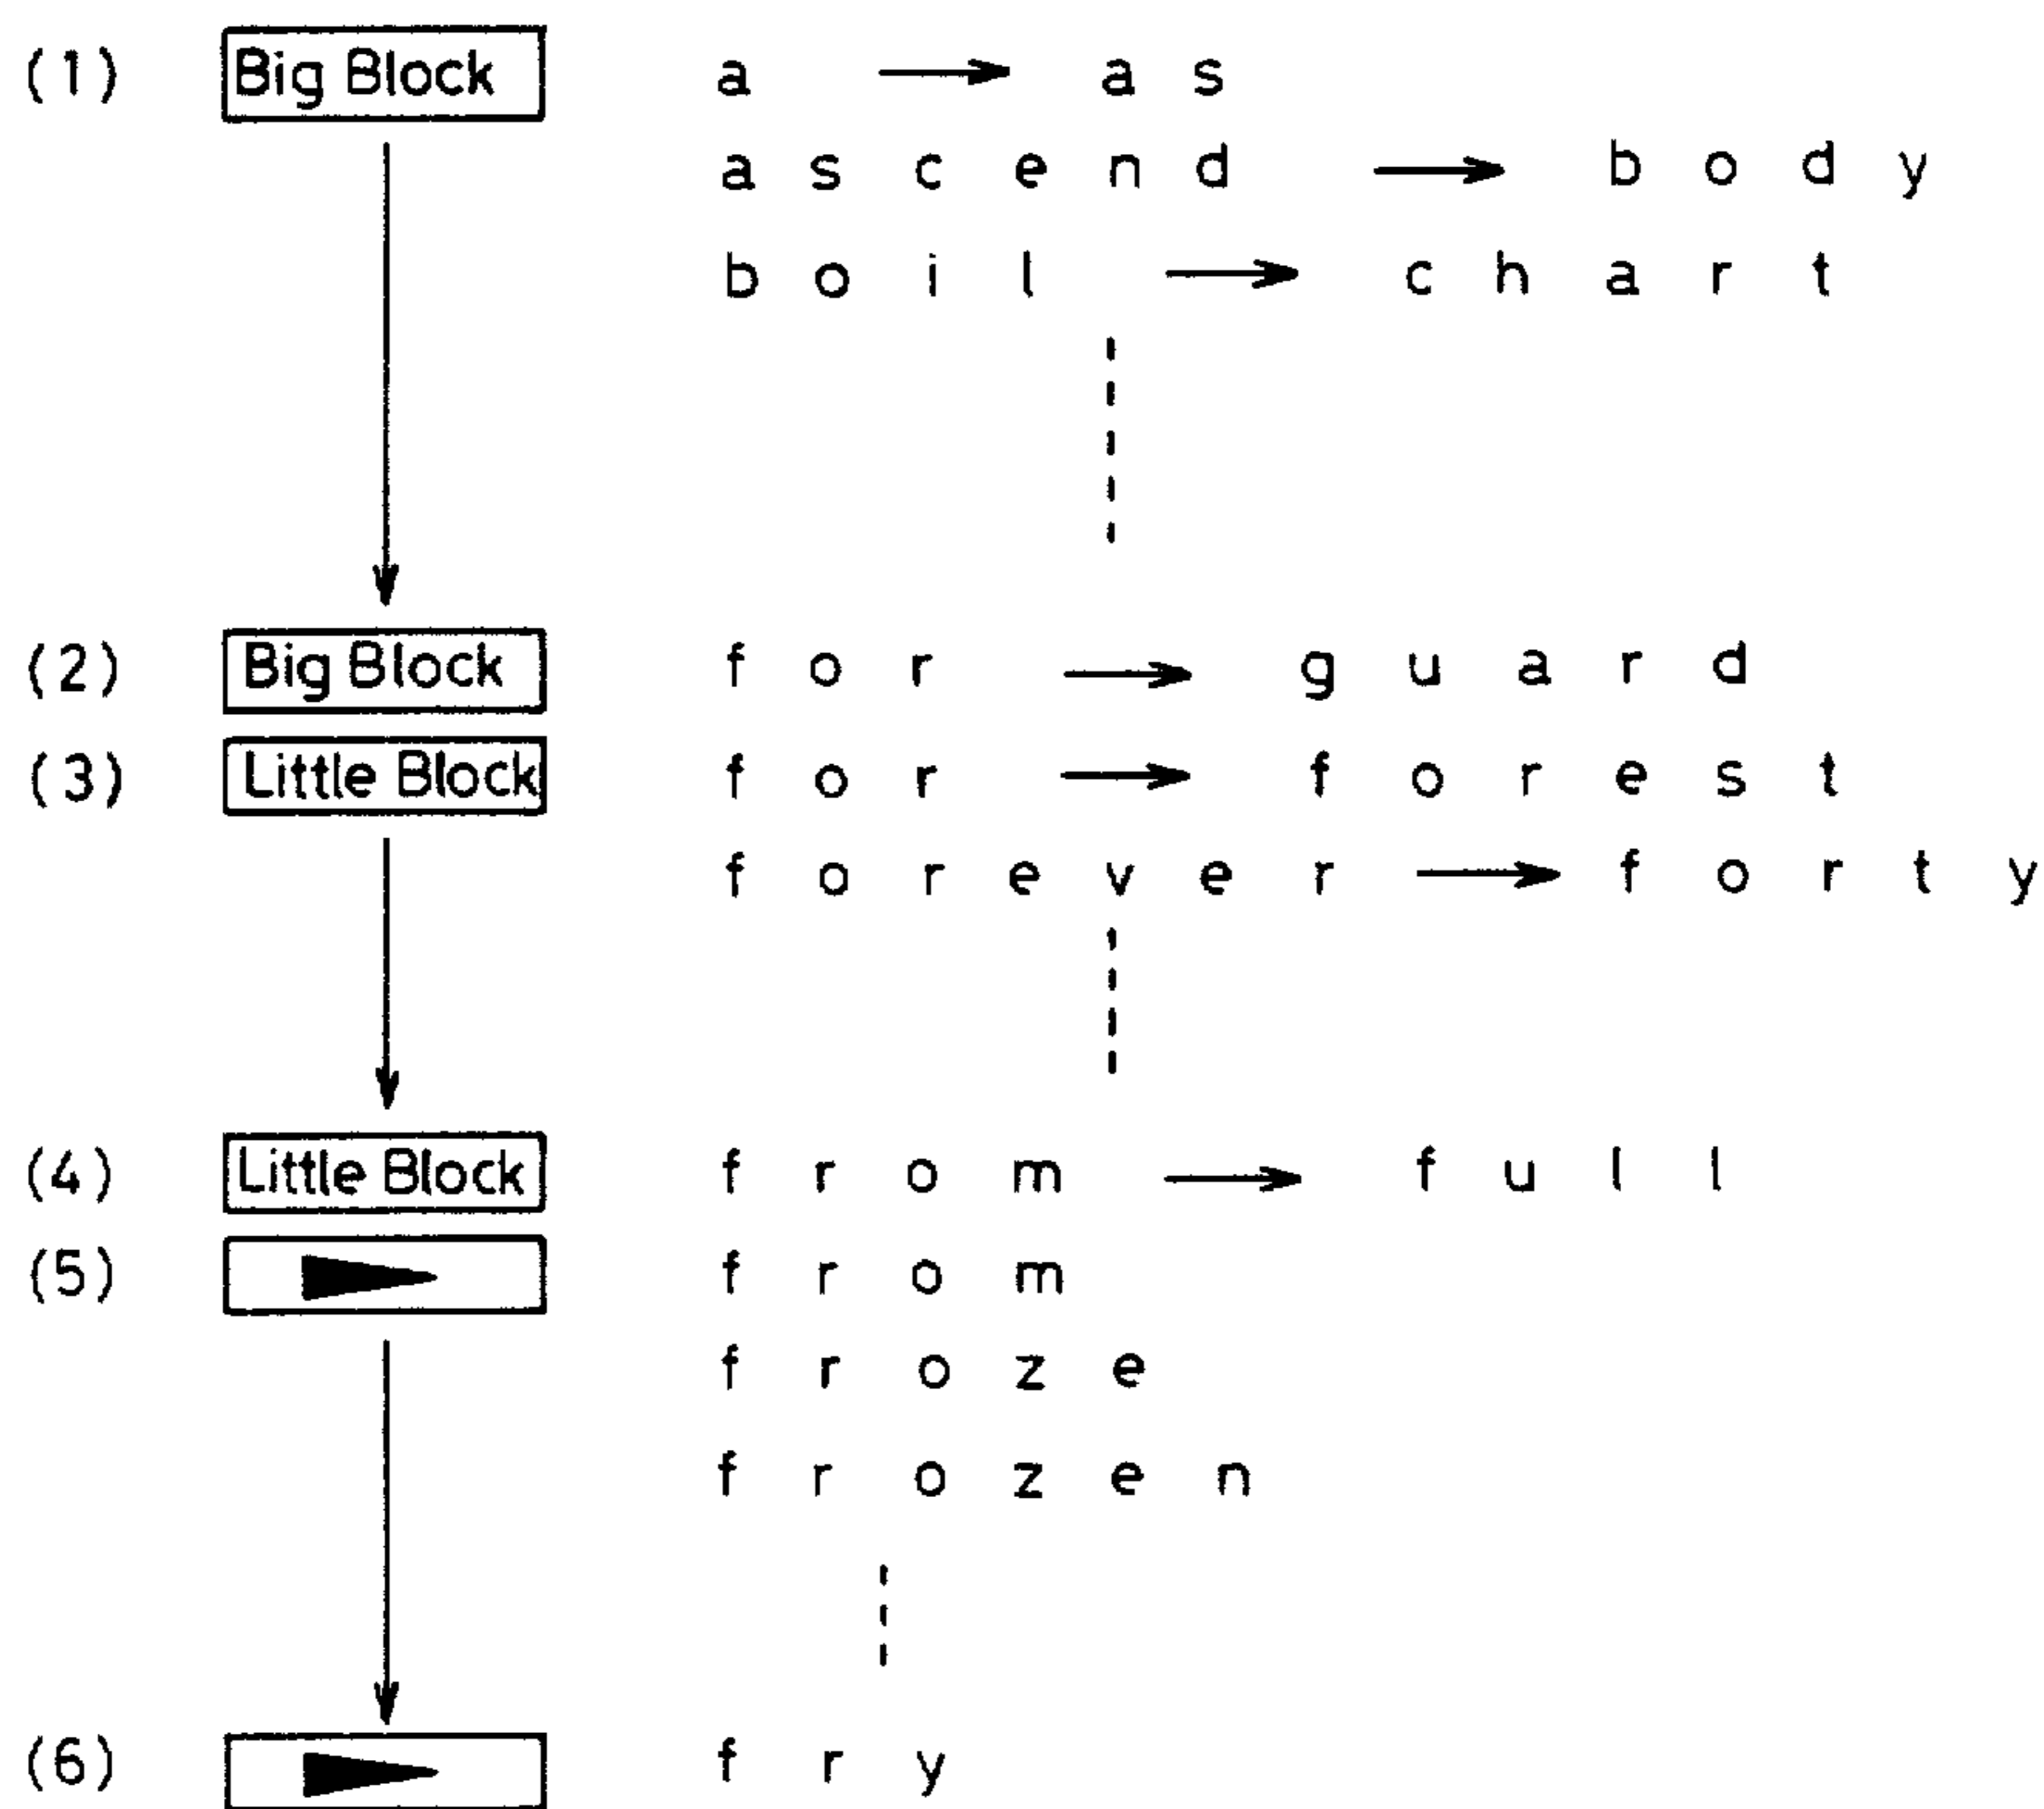 (1) Big Block a → as
ascend → body
boil → chart
(2) Big Block for → guard
(3) Little Block for → forest
forever → forty
(4) Little Block from → full
(5) from
froze
frozen
(6) fry